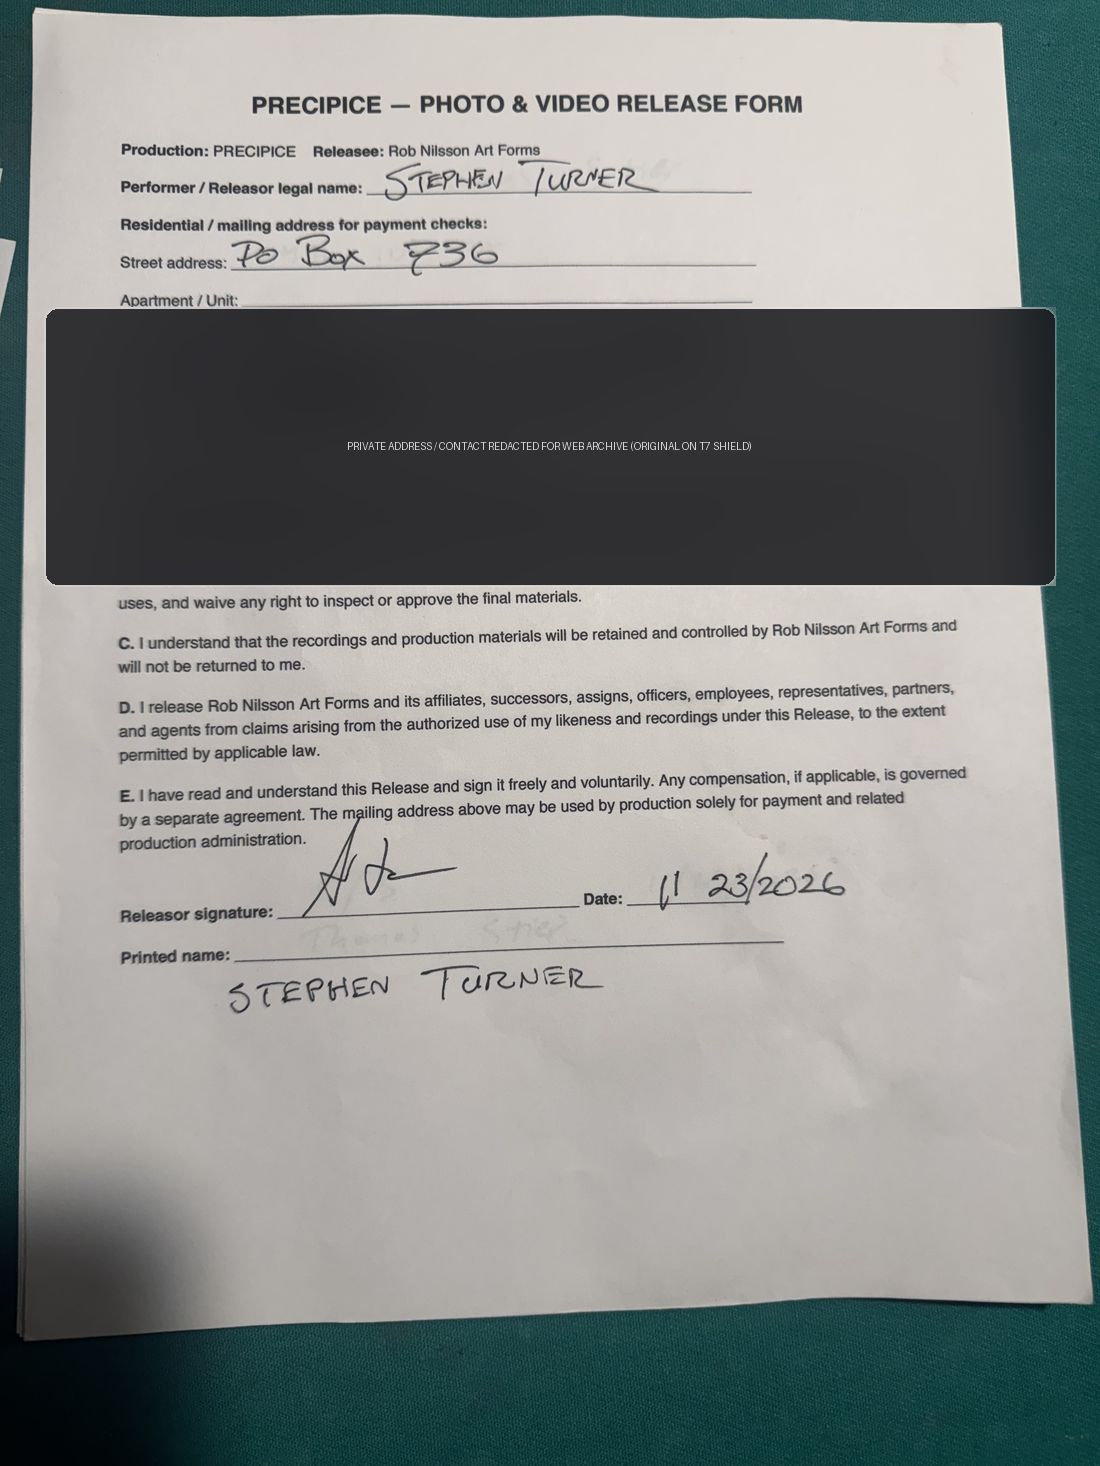 PRECIPICE — PHOTO & VIDEO RELEASE FORM
Production: PRECIPICE Releasee: Rob Nilsson Art Forms
Performer / Releasor legal name: STEPHEN TURNER
Residential / mailing address for payment checks:
Street address: PO Box 736
Apartment / Unit:
PRIVATE ADDRESS / CONTACT REDACTED FOR WEB ARCHIVE (ORIGINAL ON T7 SHIELD)
uses, and waive any right to inspect or approve the final materials.
C. I understand that the recordings and production materials will be retained and controlled by Rob Nilsson Art Forms and
will not be returned to me.
D. I release Rob Nilsson Art Forms and its affiliates, successors, assigns, officers, employees, representatives, partners,
and agents from claims arising from the authorized use of my likeness and recordings under this Release, to the extent
permitted by applicable law.
E. I have read and understand this Release and sign it freely and voluntarily. Any compensation, if applicable, is governed
by a separate agreement. The mailing address above may be used by production solely for payment and related
production administration.
Releasor signature: Date: 11 23/2026
Printed name:
STEPHEN TURNER